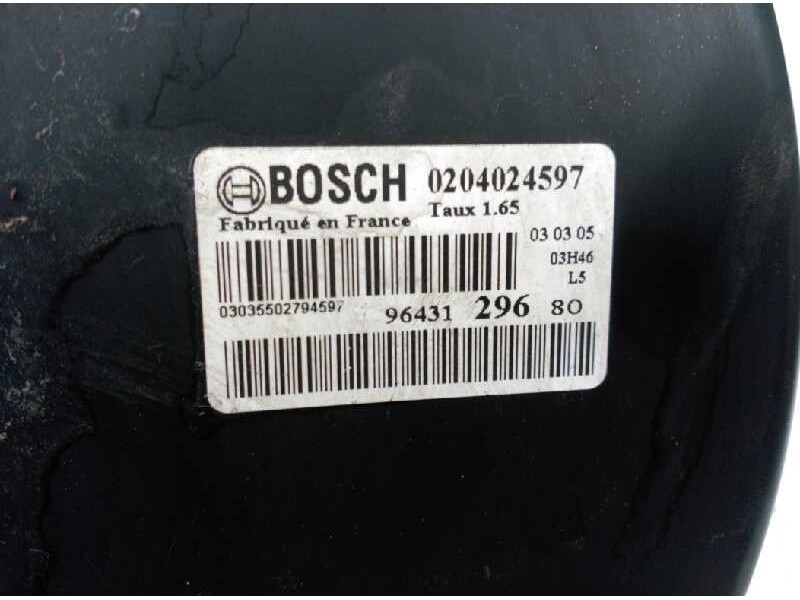 BOSCH 0204024597
Fabriqué en France Taux 1.65
03 03 05
03H46
L5
03035502794597
96431 296 80